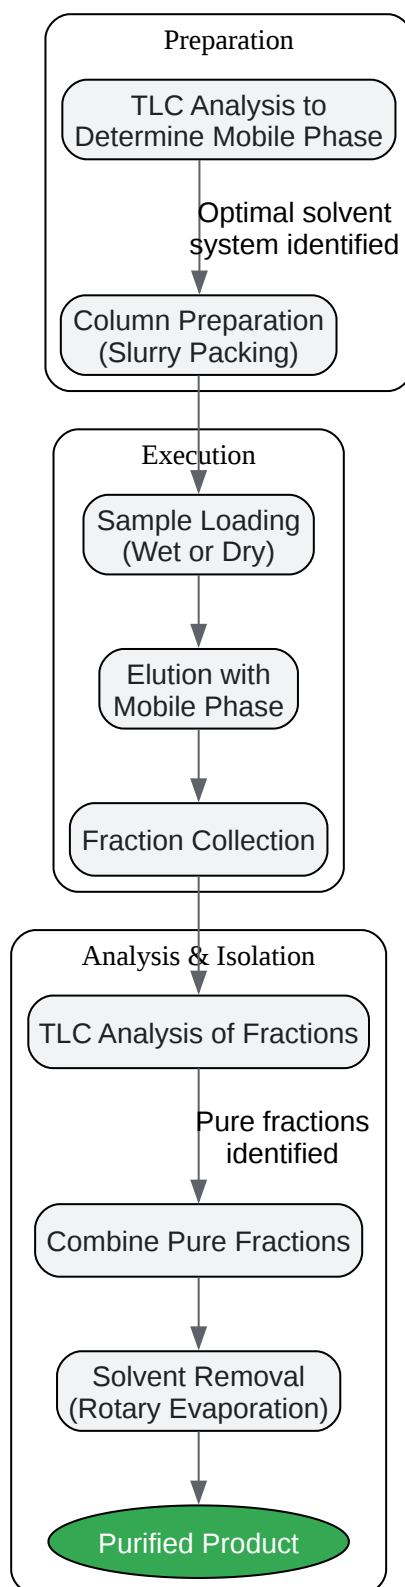 Preparation
TLC Analysis to
Determine Mobile Phase
Optimal solvent
system identified
Column Preparation
(Slurry Packing)
Execution
Sample Loading
(Wet or Dry)
Elution with
Mobile Phase
Fraction Collection
Analysis & Isolation
TLC Analysis of Fractions
Pure fractions
identified
Combine Pure Fractions
Solvent Removal
(Rotary Evaporation)
Purified Product